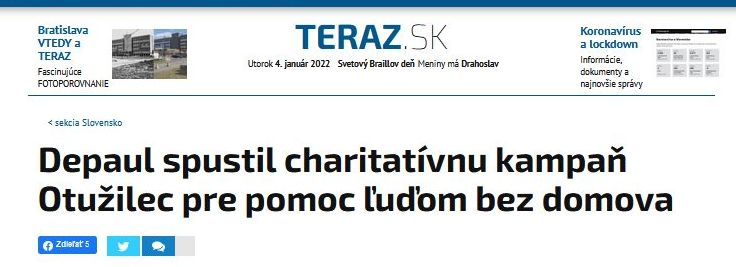 Bratislava
VTEDY a
TERAZ
Fascinujúce
FOTOPOROVNANIE
TERAZ.SK
Utorok 4. január 2022 Svetový Braillov deň Meniny má Drahoslav
Koronavírus
a lockdown
Informácie,
dokumenty a
najnovšie správy
< sekcia Slovensko
Depaul spustil charitatívnu kampaň
Otužilec pre pomoc ľuďom bez domova
Zdieľať 5